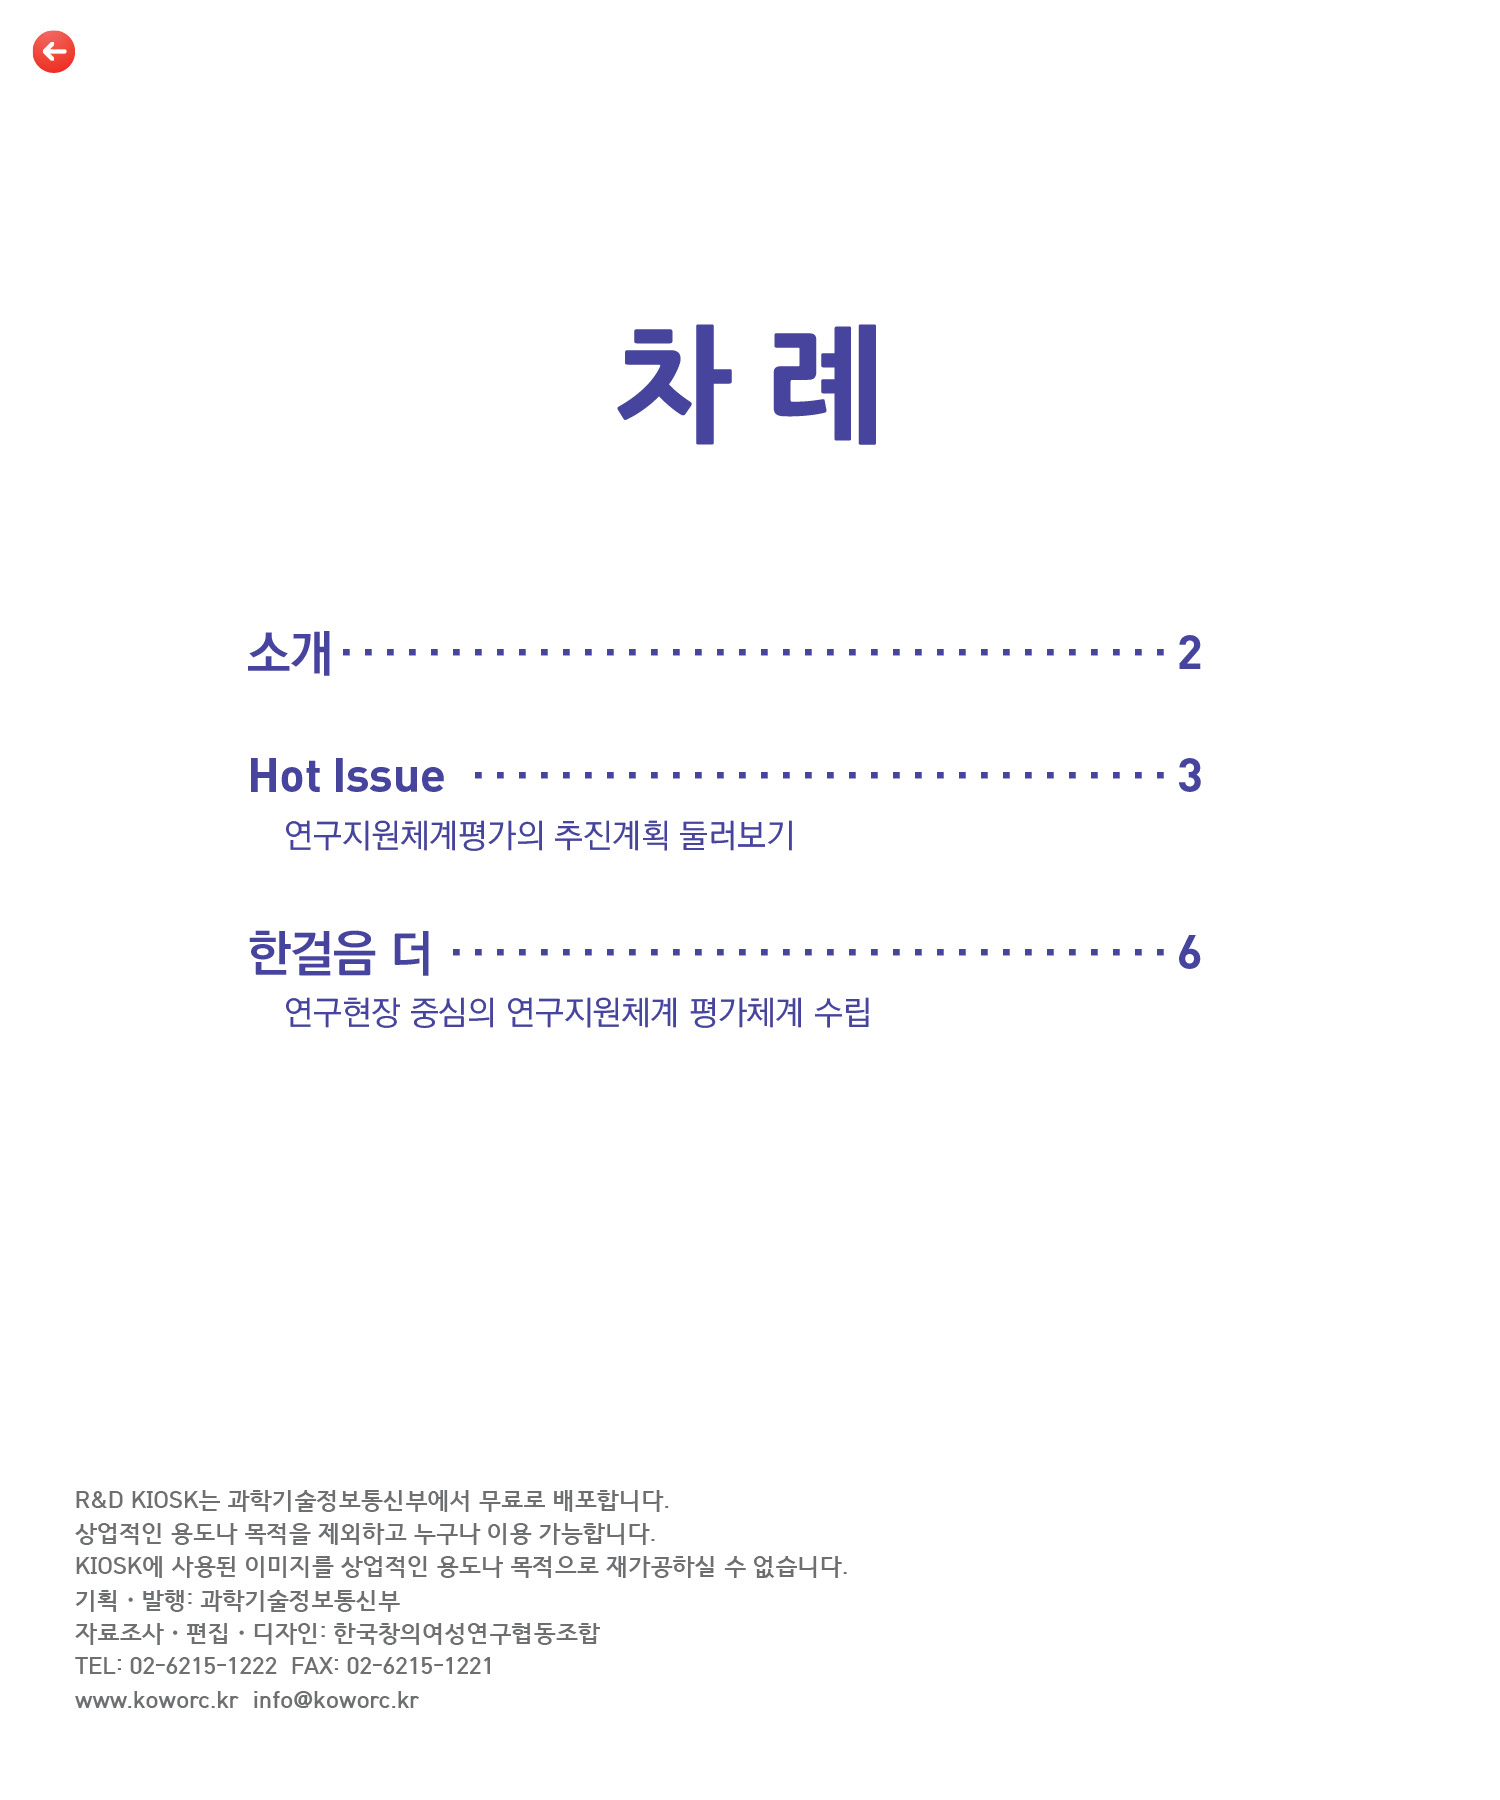 차 례
소개 ······································ 2
Hot Issue ································ 3
연구지원체계평가의 추진계획 둘러보기
한걸음 더 ································· 6
연구현장 중심의 연구지원체계 평가체계 수립
R&D KIOSK는 과학기술정보통신부에서 무료로 배포합니다.
상업적인 용도나 목적을 제외하고 누구나 이용 가능합니다.
KIOSK에 사용된 이미지를 상업적인 용도나 목적으로 재가공하실 수 없습니다.
기획 · 발행: 과학기술정보통신부
자료조사 · 편집 · 디자인: 한국창의여성연구협동조합
TEL: 02-6215-1222 FAX: 02-6215-1221
www.koworc.kr info@koworc.kr